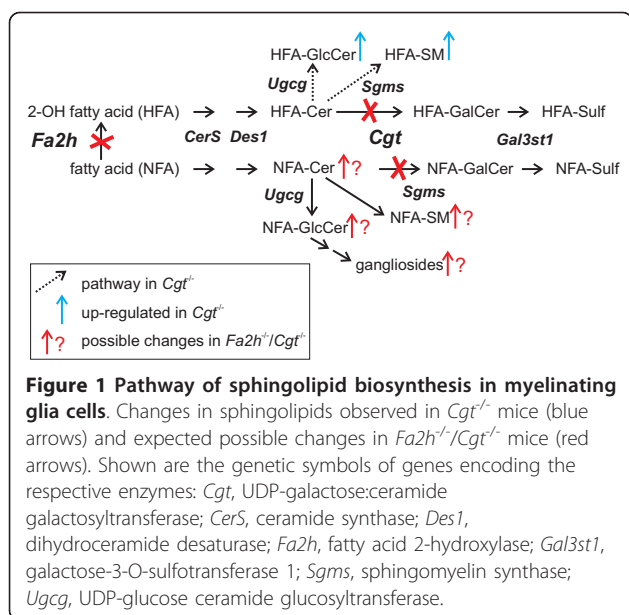 HFA-GlcCer↑ HFA-SM↑
Ugcg Sgms
2-OH fatty acid (HFA) → → HFA-Cer → HFA-GalCer → HFA-Sulf
Fa2h CerS Des1 Cgt Gal3st1
fatty acid (NFA) → → NFA-Cer↑? → NFA-GalCer → NFA-Sulf
Ugcg Sgms
NFA-GlcCer↑? NFA-SM↑?
gangliosides↑?
pathway in Cgt-/-
↑ up-regulated in Cgt-/-
↑? possible changes in Fa2h-/-/Cgt-/-
Figure 1 Pathway of sphingolipid biosynthesis in myelinating
glia cells. Changes in sphingolipids observed in Cgt-/- mice (blue
arrows) and expected possible changes in Fa2h-/-/Cgt-/- mice (red
arrows). Shown are the genetic symbols of genes encoding the
respective enzymes: Cgt, UDP-galactose:ceramide
galactosyltransferase; CerS, ceramide synthase; Des1,
dihydroceramide desaturase; Fa2h, fatty acid 2-hydroxylase; Gal3st1,
galactose-3-O-sulfotransferase 1; Sgms, sphingomyelin synthase;
Ugcg, UDP-glucose ceramide glucosyltransferase.